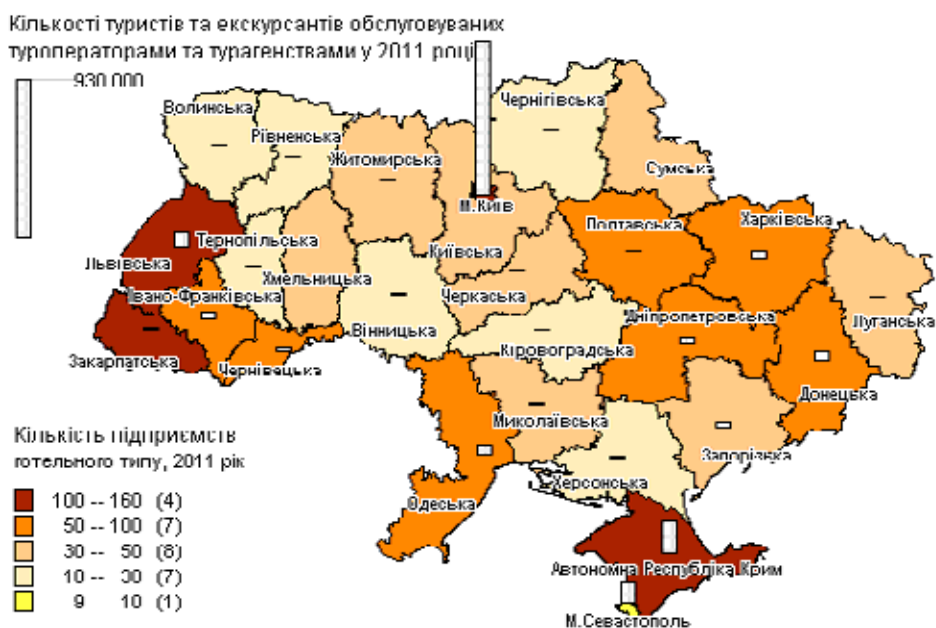 Кількості туристів та екскурсантів обслуговуваних
туроператорами та турагенствами у 2011 році
930 000
Волинська
Рівненська
Житомирська
Чернігівська
Сумська
М.Київ
Київська
Полтавська
Харківська
Львівська
Тернопільська
Хмельницька
Черкаська
Луганська
Івано-Франківська
Вінницька
Кіровоградська
Дніпропетровська
Закарпатська
Чернівецька
Донецька
Миколаївська
Запорізька
Херсонська
Одеська
Автономна Республіка Крим
М.Севастополь
Кількість підприємств
готельного типу, 2011 рік
100 -- 160 (4)
50 -- 100 (7)
30 -- 50 (8)
10 -- 30 (7)
9 10 (1)